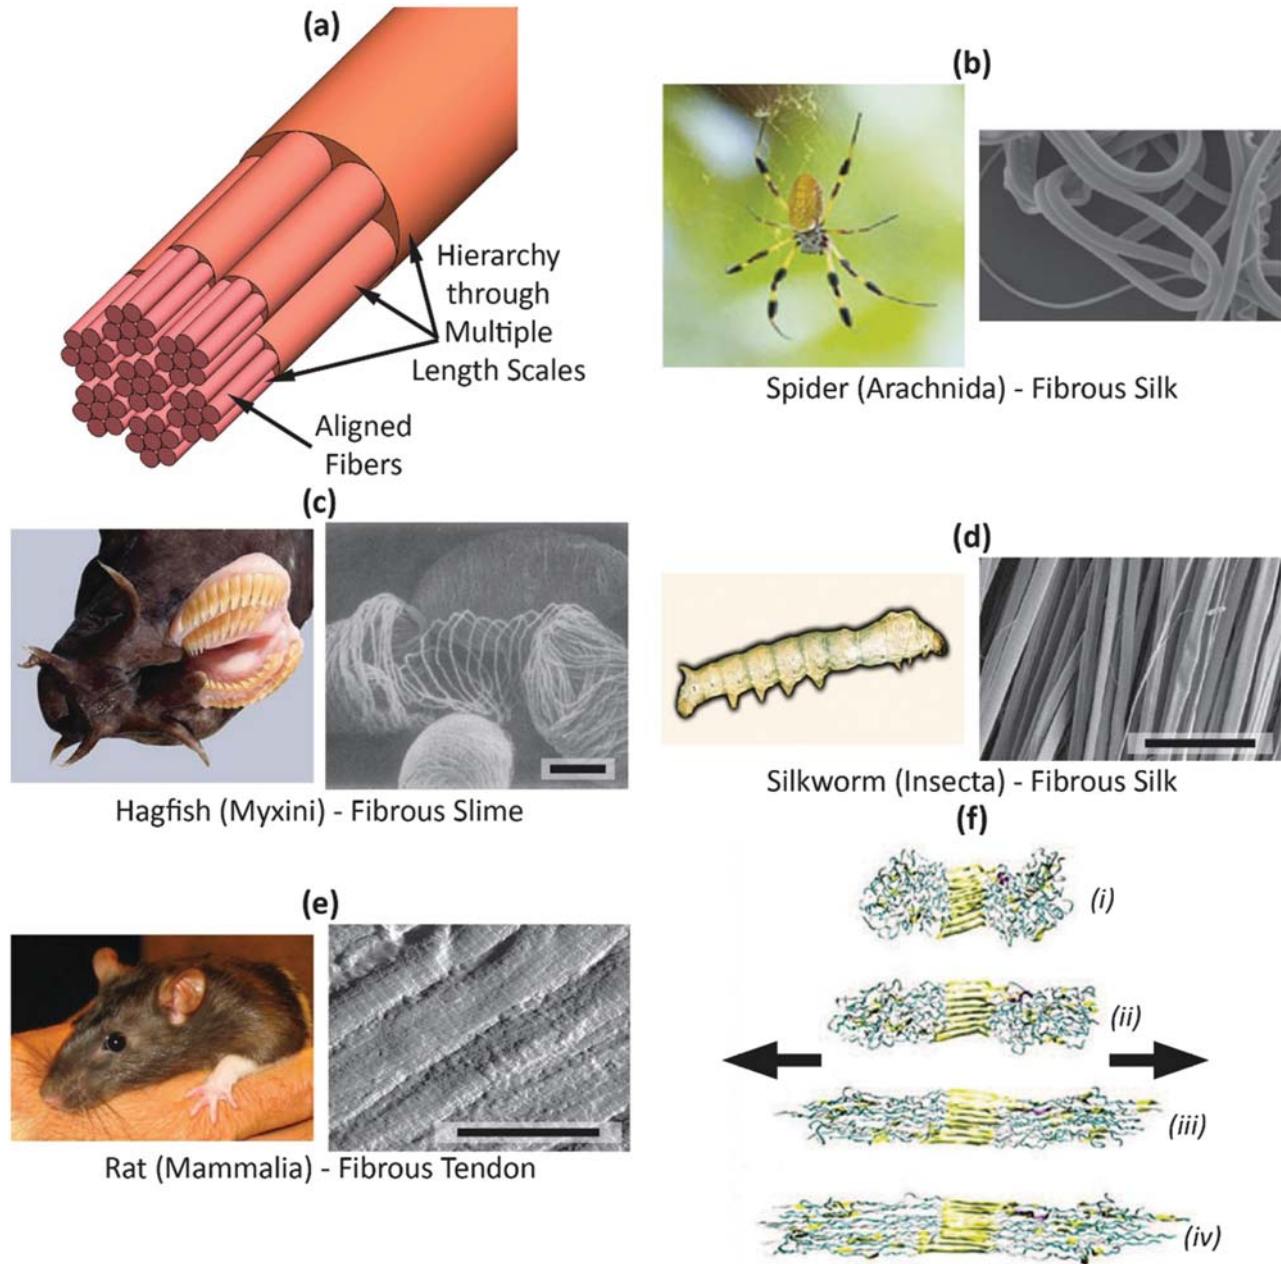 (a)
Hierarchy
through
Multiple
Length Scales
Aligned
Fibers
(b)
Spider (Arachnida) - Fibrous Silk
(c)
Hagfish (Myxini) - Fibrous Slime
(d)
Silkworm (Insecta) - Fibrous Silk
(e)
Rat (Mammalia) - Fibrous Tendon
(f)
(i)
(ii)
(iii)
(iv)